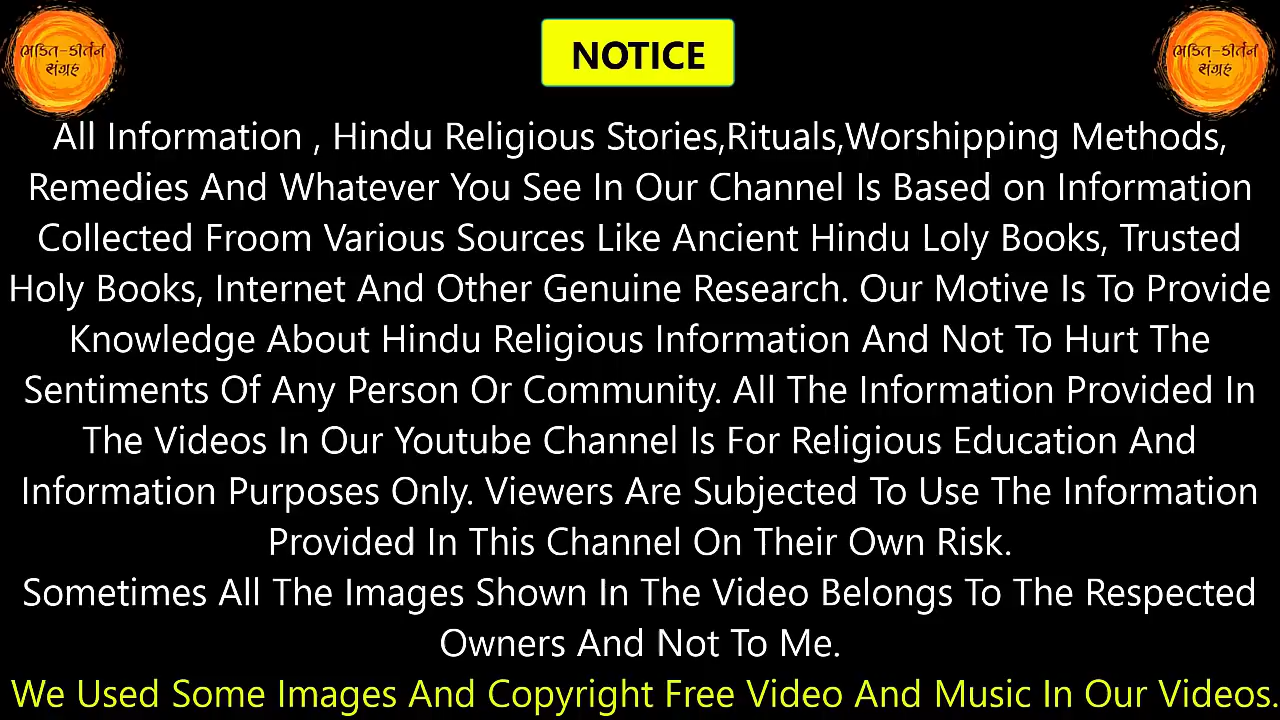 ભક્તિ-કીર્તન
સંગ્રહ
NOTICE
ભક્તિ-કીર્તન
સંગ્રહ
All Information , Hindu Religious Stories,Rituals,Worshipping Methods,
Remedies And Whatever You See In Our Channel Is Based on Information
Collected Froom Various Sources Like Ancient Hindu Loly Books, Trusted
Holy Books, Internet And Other Genuine Research. Our Motive Is To Provide
Knowledge About Hindu Religious Information And Not To Hurt The
Sentiments Of Any Person Or Community. All The Information Provided In
The Videos In Our Youtube Channel Is For Religious Education And
Information Purposes Only. Viewers Are Subjected To Use The Information
Provided In This Channel On Their Own Risk.
Sometimes All The Images Shown In The Video Belongs To The Respected
Owners And Not To Me.
We Used Some Images And Copyright Free Video And Music In Our Videos.